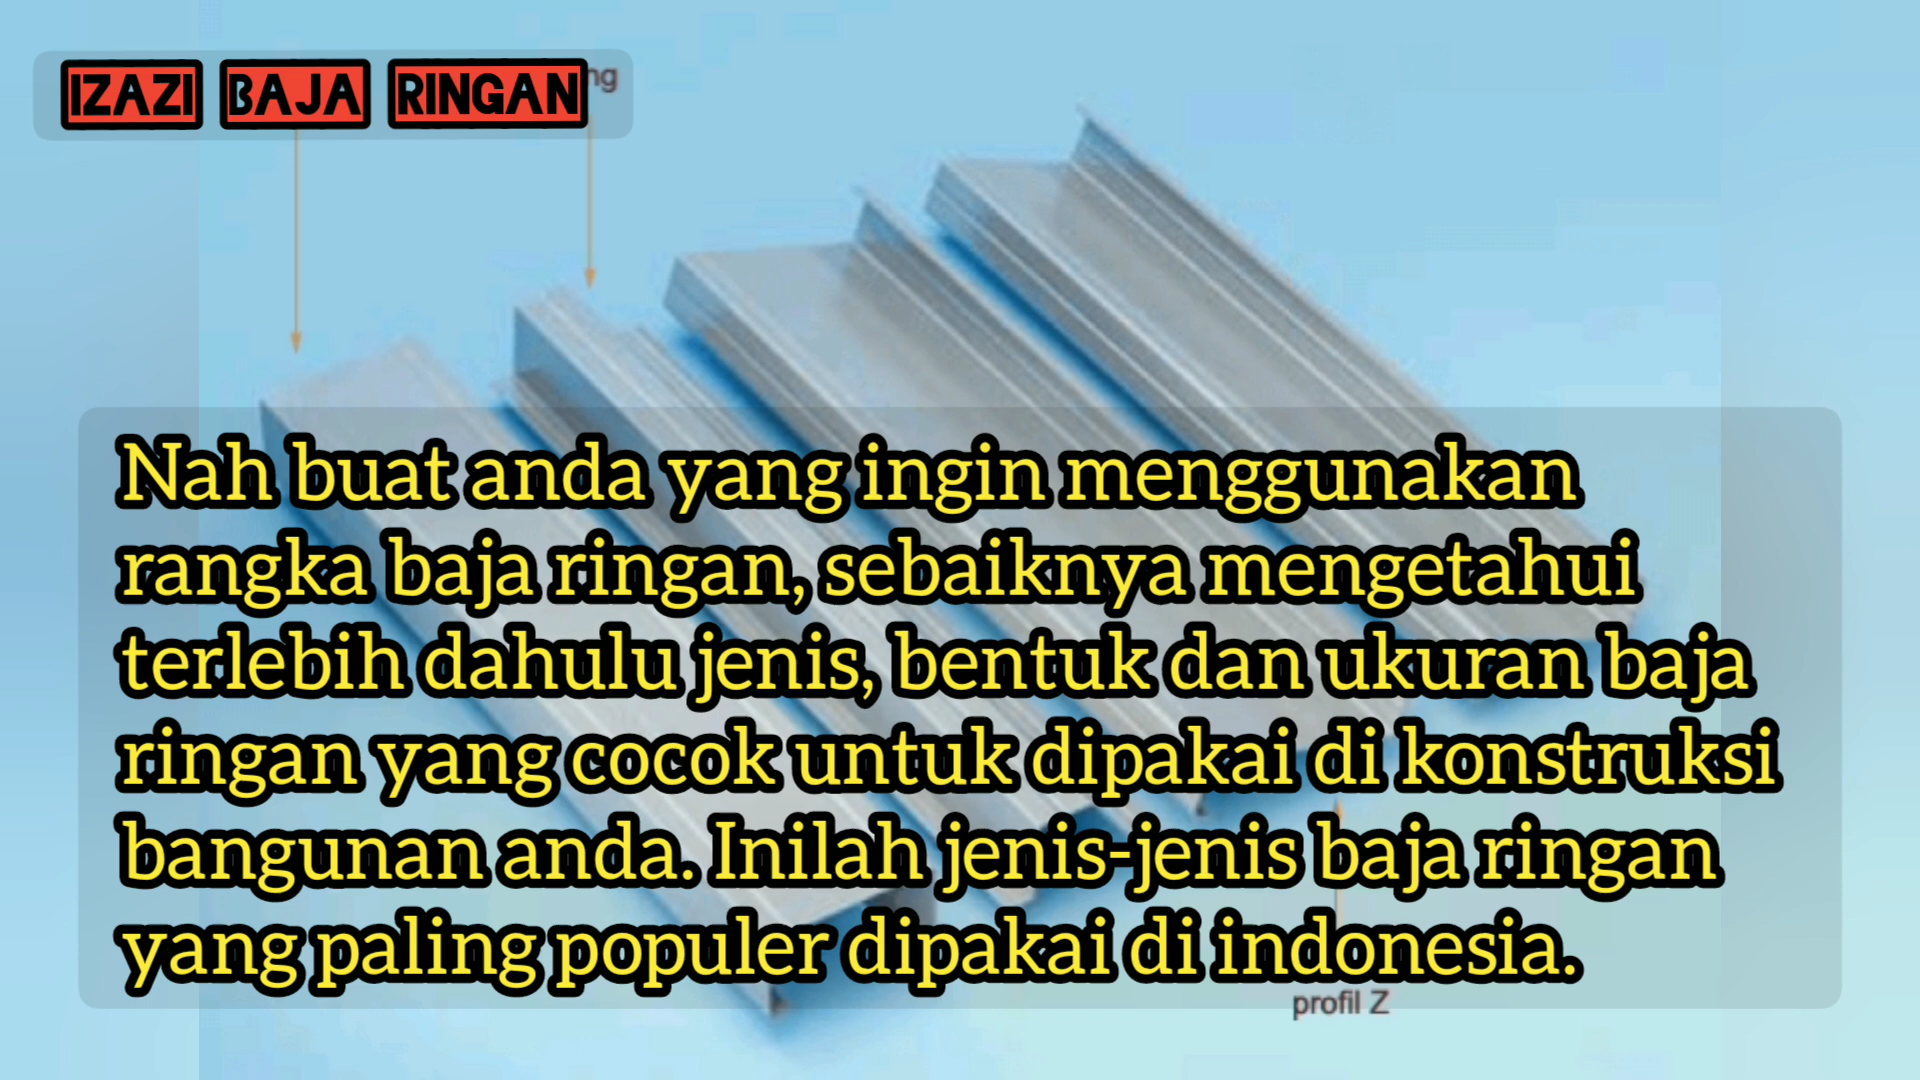 IZAZI BAJA RINGAN
ng
Nah buat anda yang ingin menggunakan
rangka baja ringan, sebaiknya mengetahui
terlebih dahulu jenis, bentuk dan ukuran baja
ringan yang cocok untuk dipakai di konstruksi
bangunan anda. Inilah jenis-jenis baja ringan
yang paling populer dipakai di indonesia.
profil Z